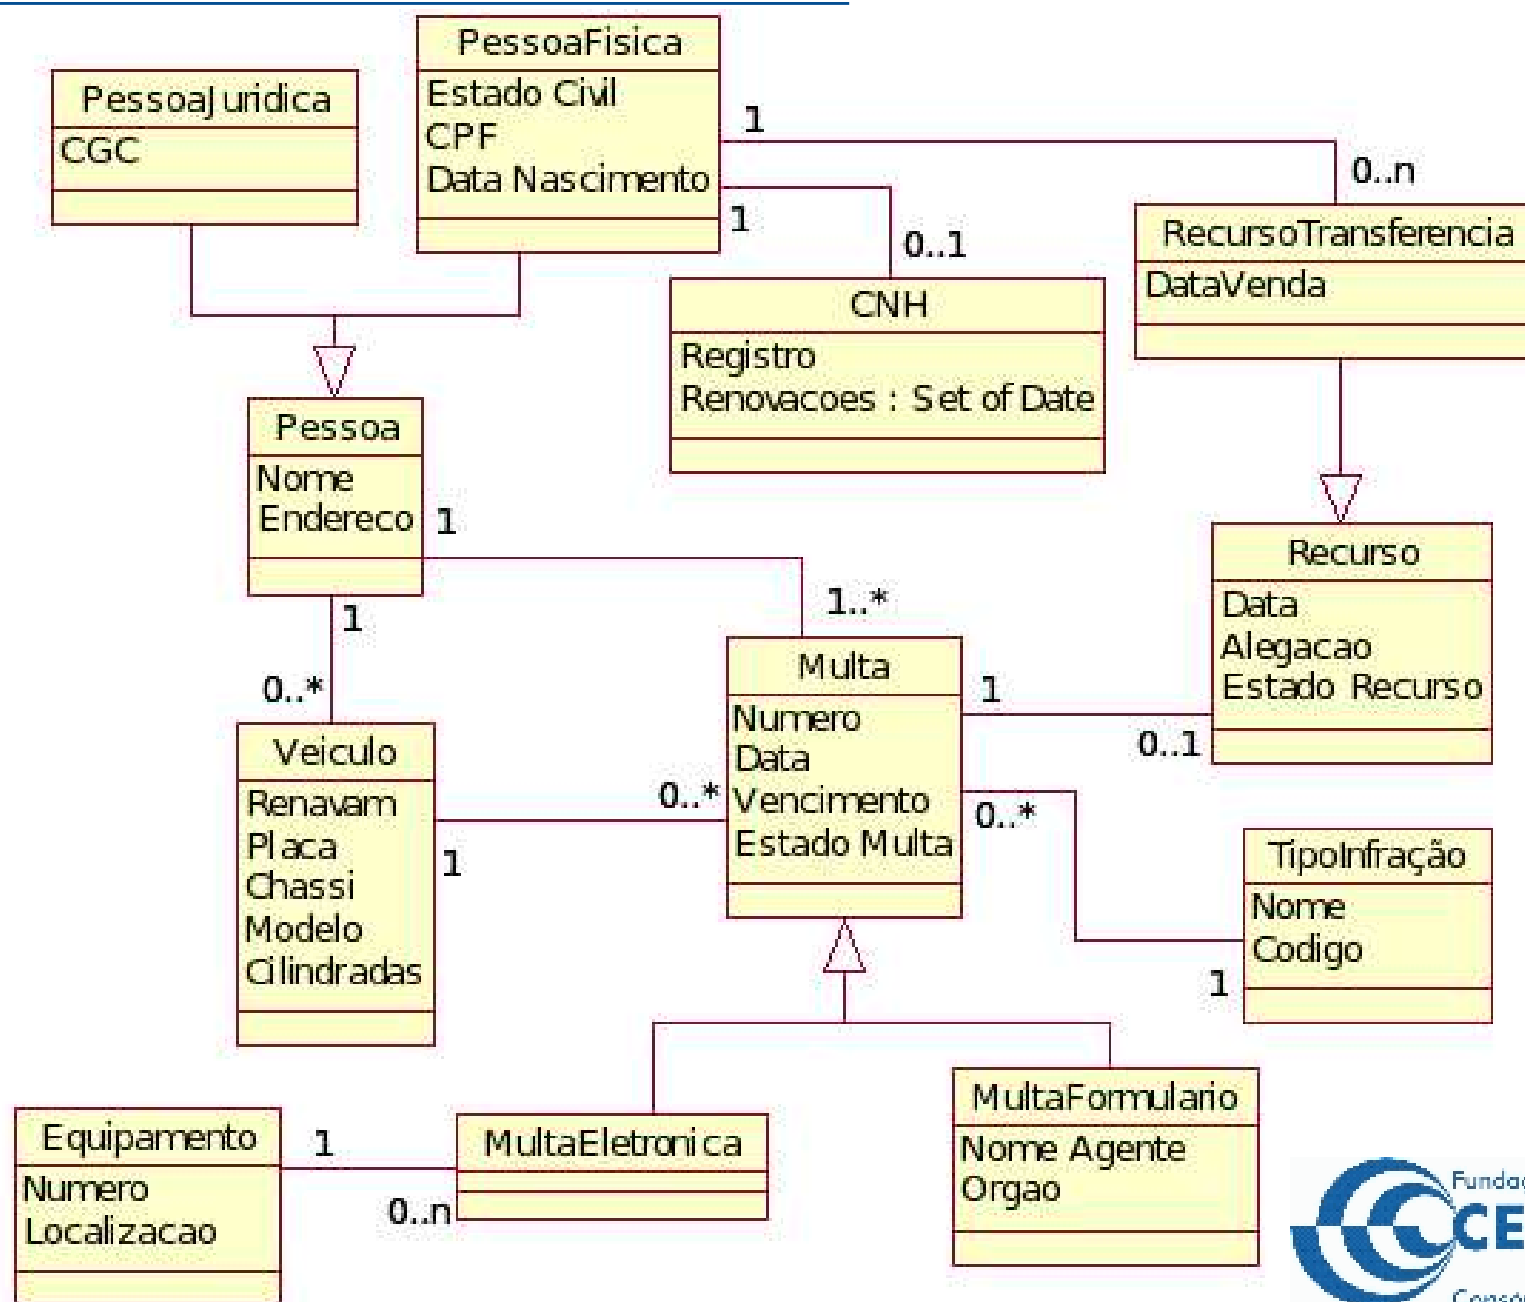 PessoaJuridica
CGC
PessoaFisica
Estado Civil
CPF
Data Nascimento
1
0..n
1
0..1
RecursoTransferencia
DataVenda
CNH
Registro
Renovacoes : Set of Date
Pessoa
Nome
Endereco
1
1..*
1
0..*
Recurso
Data
Alegacao
Estado Recurso
Multa
Numero
Data
Vencimento
Estado Multa
1
0..1
0..*
1
0..*
1
Veiculo
Renavam
Placa
Chassi
Modelo
Cilindradas
TipoInfração
Nome
Codigo
Equipamento
Numero
Localizacao
1
0..n
MultaEletronica
MultaFormulario
Nome Agente
Orgao